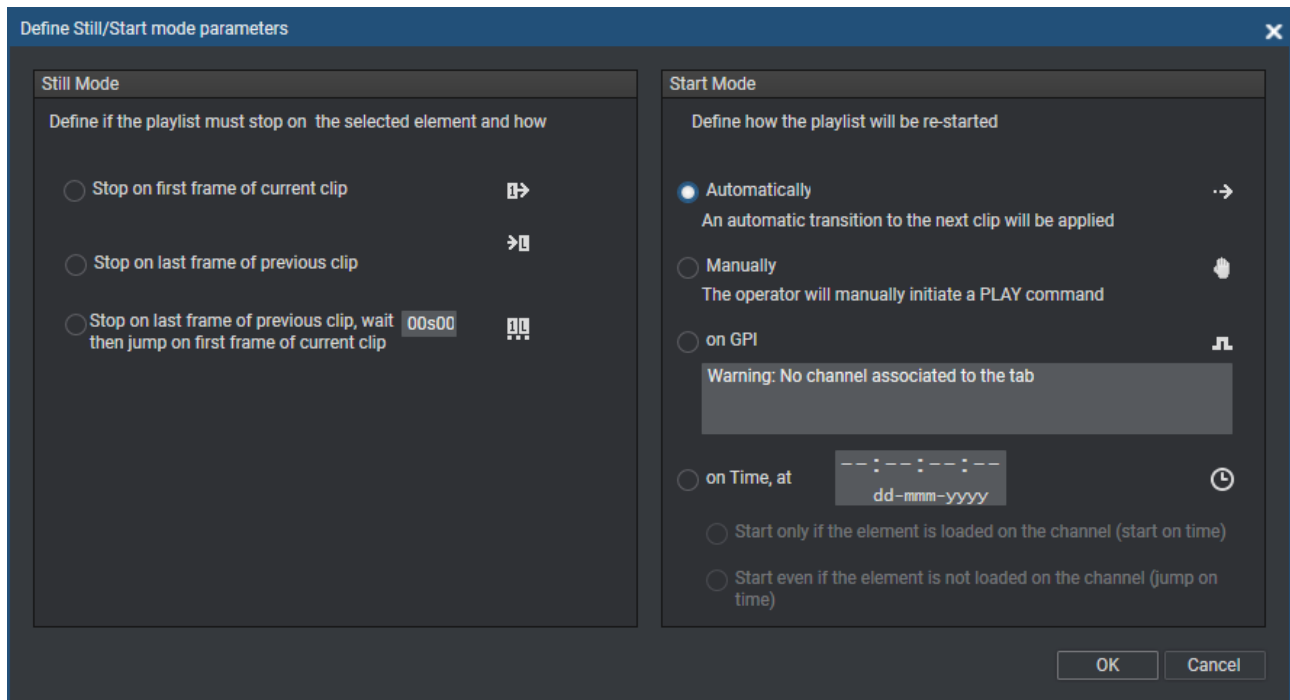 Define Still/Start mode parameters
Still Mode
Define if the playlist must stop on the selected element and how
Stop on first frame of current clip
Stop on last frame of previous clip
Stop on last frame of previous clip, wait 00s00
then jump on first frame of current clip
Start Mode
Define how the playlist will be re-started
Automatically
An automatic transition to the next clip will be applied
Manually
The operator will manually initiate a PLAY command
on GPI
Warning: No channel associated to the tab
on Time, at
--:--:--:--
dd-mmm-yyyy
Start only if the element is loaded on the channel (start on time)
Start even if the element is not loaded on the channel (jump on
time)
OK
Cancel